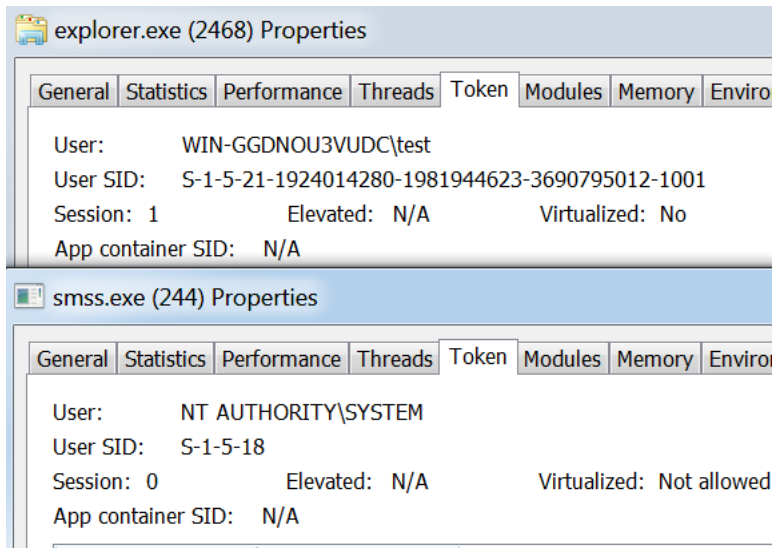 explorer.exe (2468) Properties
General Statistics Performance Threads Token Modules Memory Enviro
User: WIN-GGDNOU3VUDC\test
User SID: S-1-5-21-1924014280-1981944623-3690795012-1001
Session: 1 Elevated: N/A Virtualized: No
App container SID: N/A
smss.exe (244) Properties
General Statistics Performance Threads Token Modules Memory Enviro
User: NT AUTHORITY\SYSTEM
User SID: S-1-5-18
Session: 0 Elevated: N/A Virtualized: Not allowed
App container SID: N/A